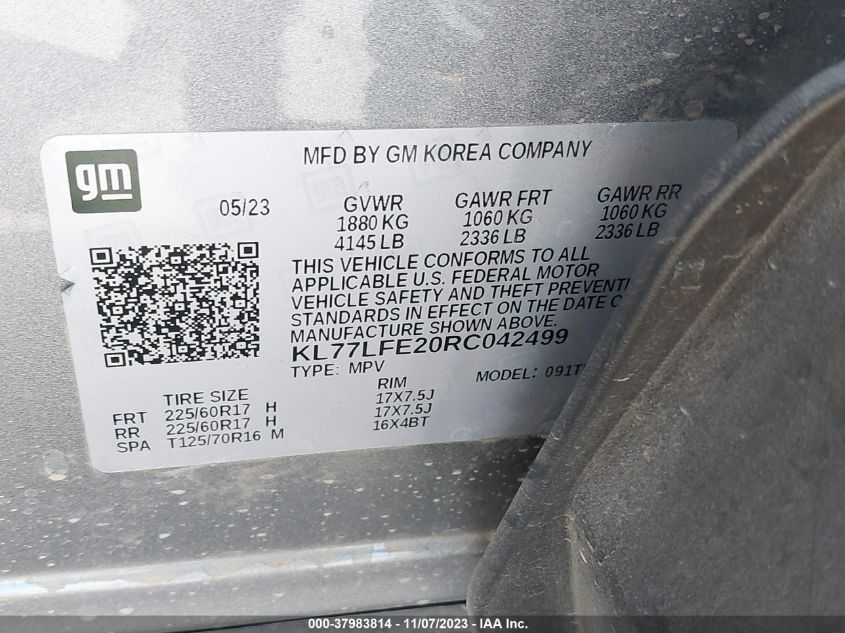 gm
MFD BY GM KOREA COMPANY
05/23
GVWR
1880 KG
4145 LB
GAWR FRT
1060 KG
2336 LB
GAWR RR
1060 KG
2336 LB
THIS VEHICLE CONFORMS TO ALL
APPLICABLE U.S. FEDERAL MOTOR
VEHICLE SAFETY AND THEFT PREVENTI
STANDARDS IN EFFECT ON THE DATE O
MANUFACTURE SHOWN ABOVE.
KL77LFE20RC042499
TYPE: MPV
MODEL: 091T
TIRE SIZE RIM
FRT 225/60R17 H 17X7.5J
RR 225/60R17 H 17X7.5J
SPA T125/70R16 M 16X4BT
000-37983814 - 11/07/2023 - IAA Inc.